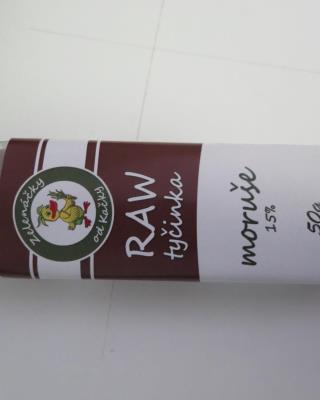 Zelenáčky
od Kačky
RAW
tyčinka
moruše
15%
50g